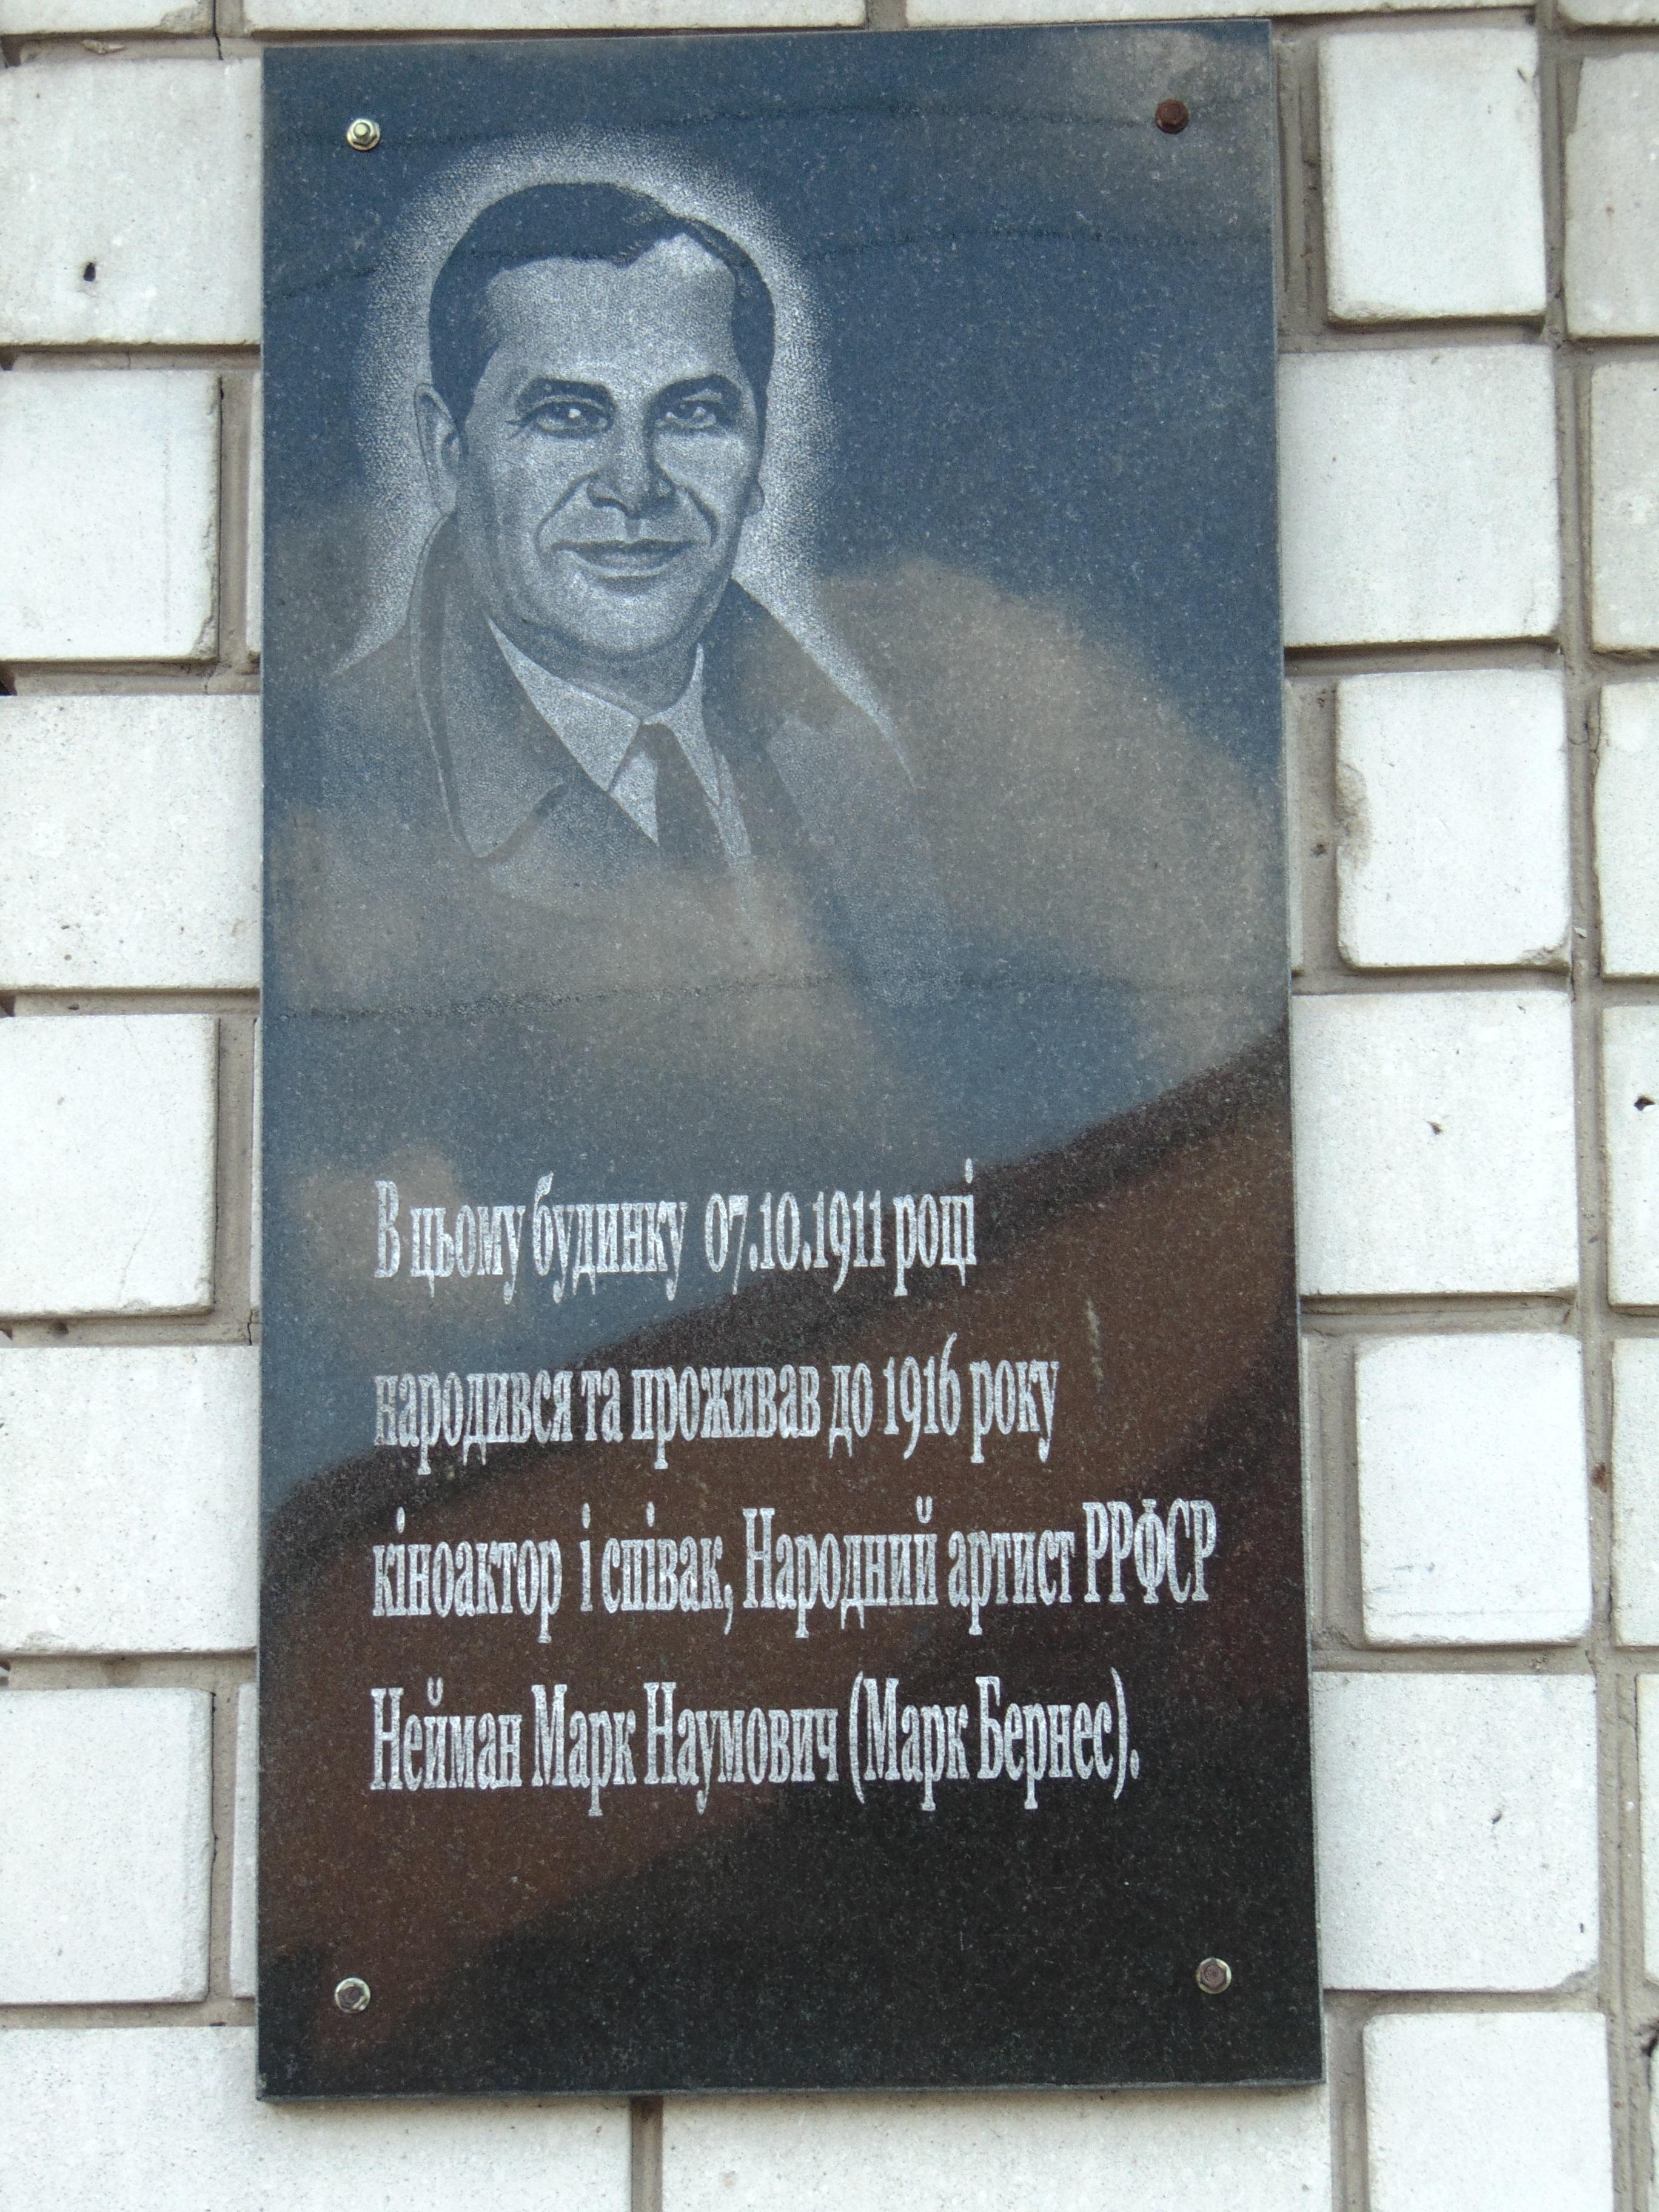 В цьому будинку 07.10.1911 році
народився та проживав до 1916 року
кіноактор і співак, Народний артист РРФСР
Нейман Марк Наумович (Марк Бернес).